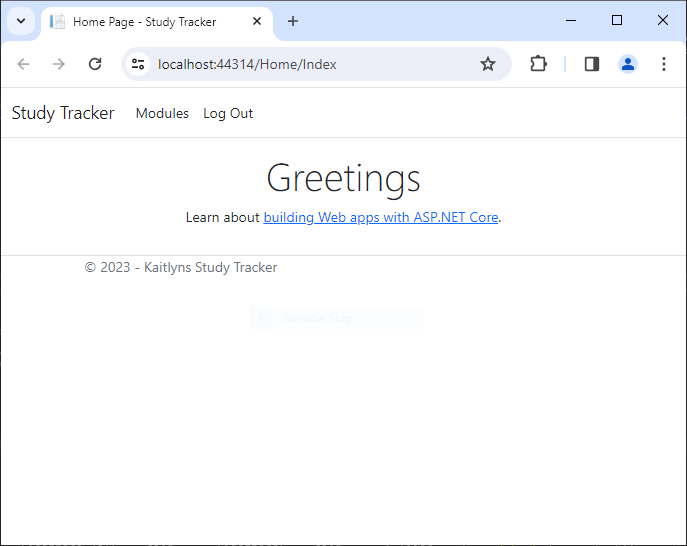 Home Page - Study Tracker
localhost:44314/Home/Index
Study Tracker Modules Log Out
Greetings
Learn about building Web apps with ASP.NET Core.
© 2023 - Kaitlyns Study Tracker
Window Snip